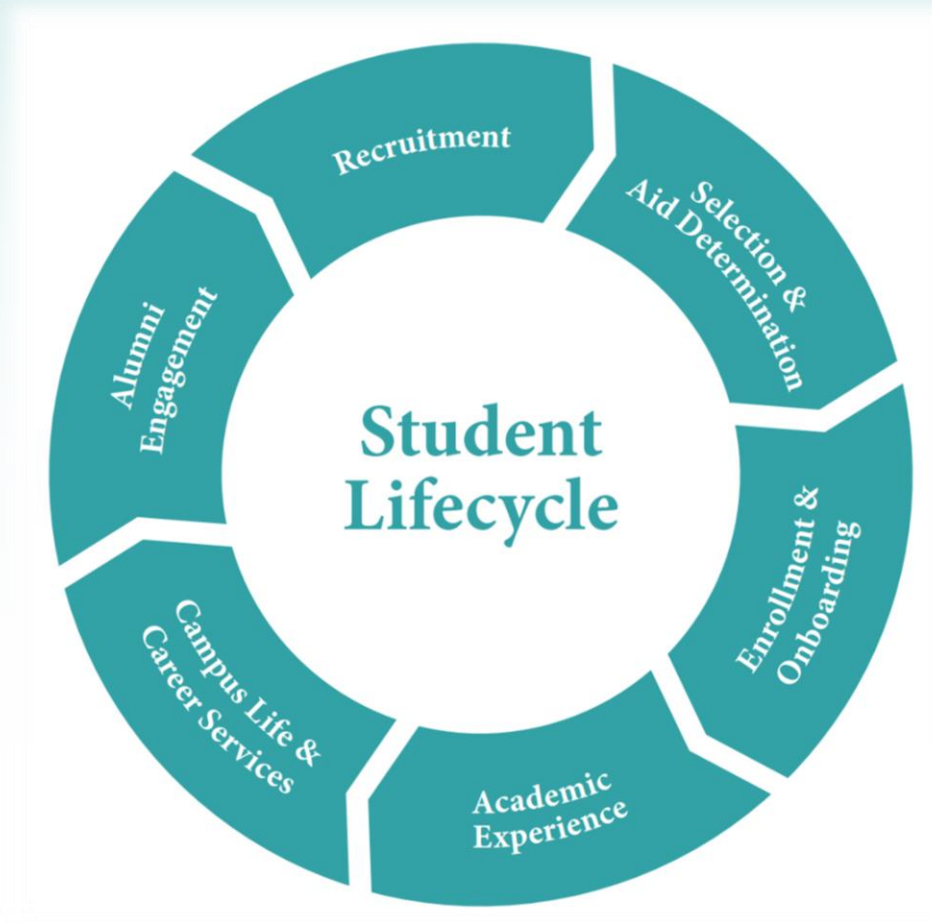 Recruitment
Selection &
Aid Determination
Enrollment &
Onboarding
Academic
Experience
Campus Life &
Career Services
Alumni
Engagement
Student
Lifecycle